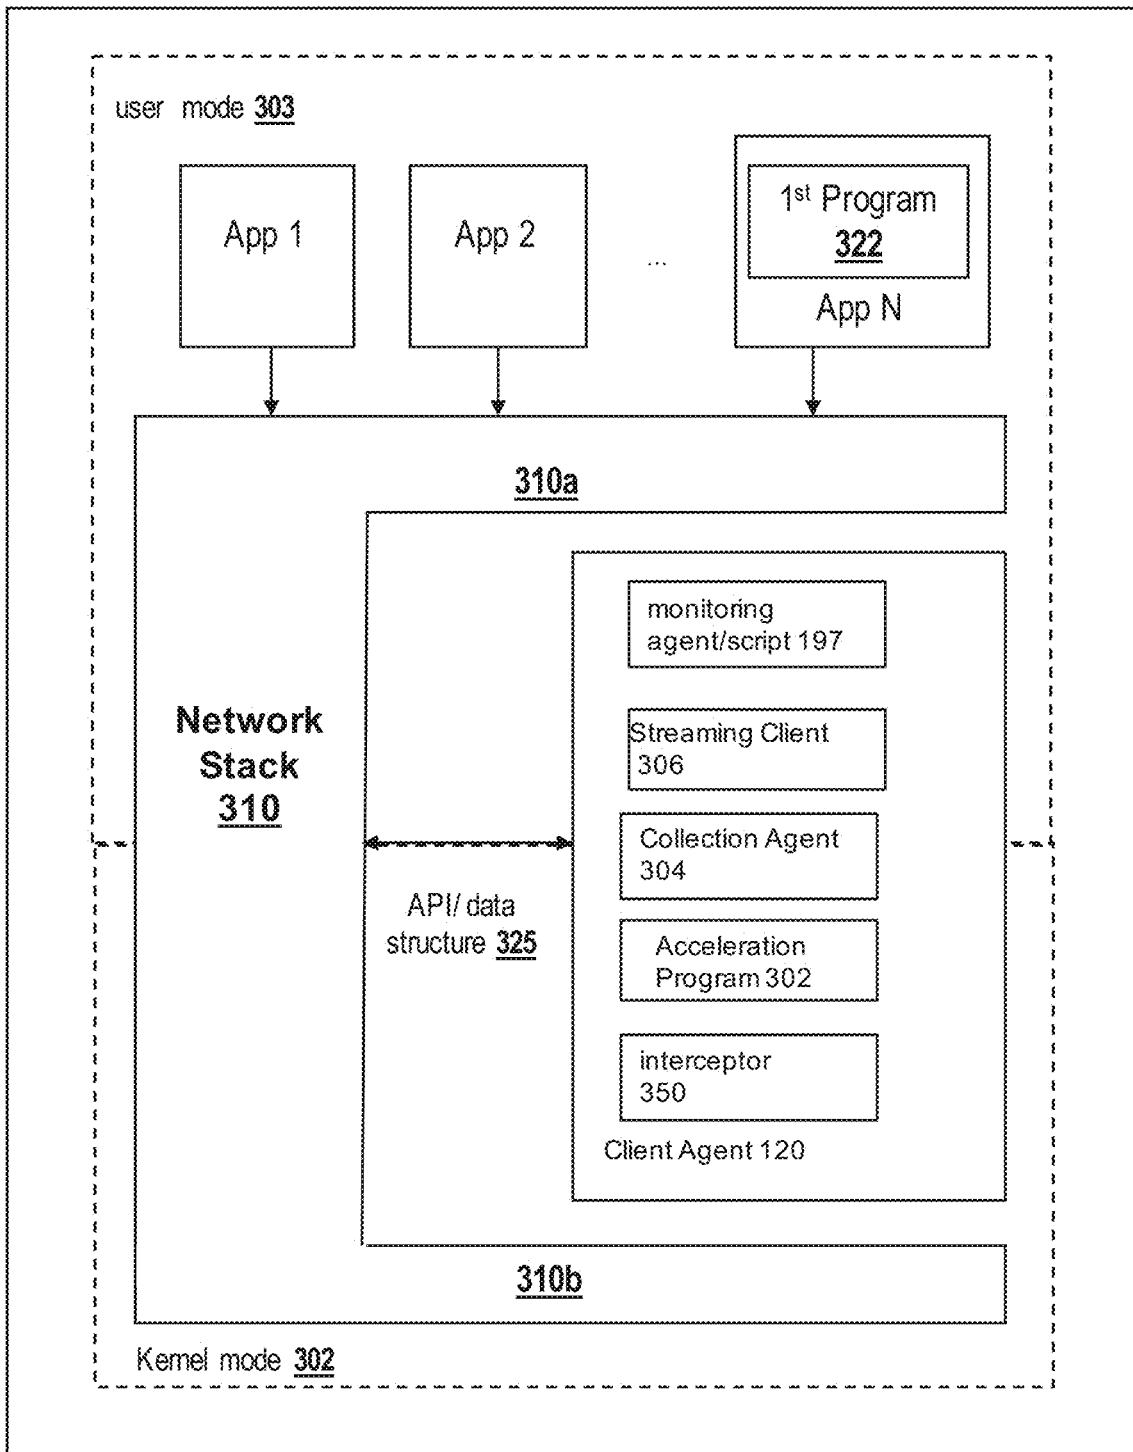 user mode 303
App 1
App 2
...
1st Program
322
App N
310a
Network
Stack
310
API/ data
structure 325
monitoring
agent/script 197
Streaming Client
306
Collection Agent
304
Acceleration
Program 302
interceptor
350
Client Agent 120
310b
Kernel mode 302